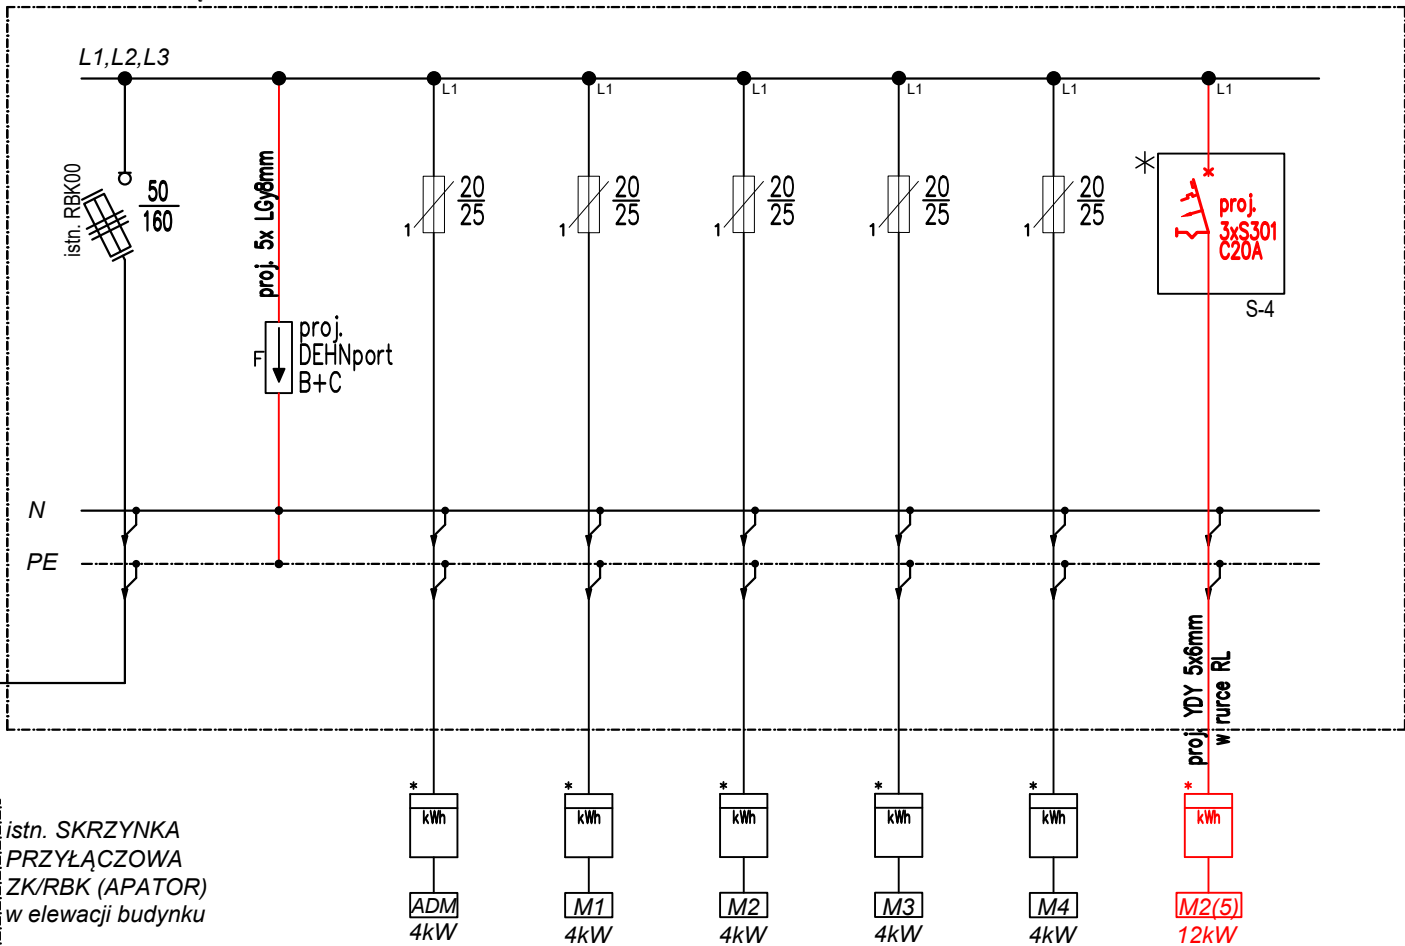 L1,L2,L3
L1
L1
L1
L1
L1
L1
istn. RBK00
50
160
proj. 5x LGy8mm
20
25
1
20
25
1
20
25
1
20
25
1
20
25
1
*
proj.
3xS301
C20A
S-4
F
proj.
DEHNport
B+C
N
PE
proj. YDY 5x6mm
w rurce RL
*
kWh
*
kWh
*
kWh
*
kWh
*
kWh
*
kWh
istn. SKRZYNKA
PRZYŁĄCZOWA
ZK/RBK (APATOR)
w elewacji budynku
ADM
4kW
M1
4kW
M2
4kW
M3
4kW
M4
4kW
M2(5)
12kW